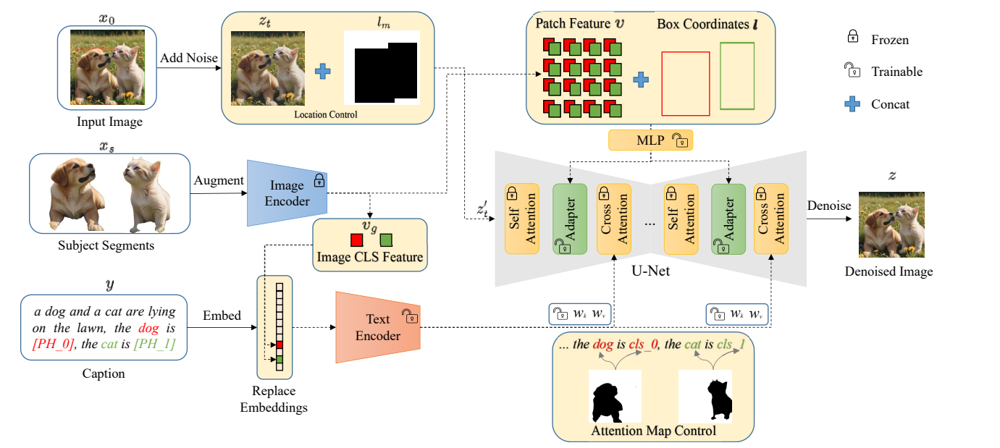 x₀
Input Image
Add Noise
z_t
l_m
Location Control
Patch Feature v
Box Coordinates l
MLP
Frozen
Trainable
Concat
x_s
Subject Segments
Augment
Image
Encoder
v_g
Image CLS Feature
z′_t
Self
Attention
Adapter
Cross
Attention
...
Self
Attention
Adapter
Cross
Attention
U-Net
Denoise
z
Denoised Image
y
a dog and a cat are lying
on the lawn, the dog is
[PH_0], the cat is [PH_1]
Caption
Embed
Replace
Embeddings
Text
Encoder
w_k w_v
w_k w_v
... the dog is cls_0, the cat is cls_1
Attention Map Control